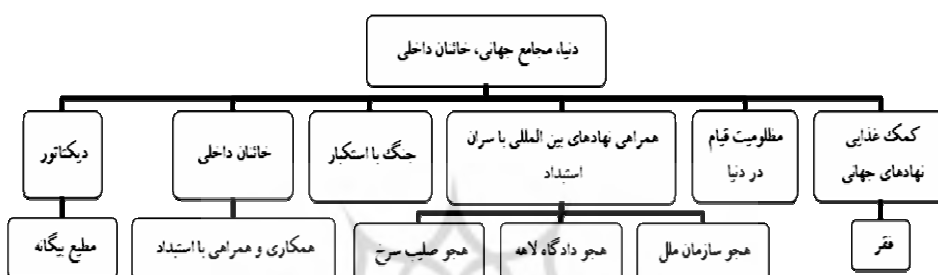 دنیا، مجامع جهانی، خائنان داخلی
کمک غذایی
نهادهای جهانی
مظلومیت قیام
در دنیا
همراهی نهادهای بین المللی با سران
استبداد
جنگ با استکبار
خائنان داخلی
دیکتاتور
فقر
هجو سازمان ملل
هجو دادگاه لاهه
هجو صلیب سرخ
همکاری و همراهی با استبداد
مطیع بیگانه